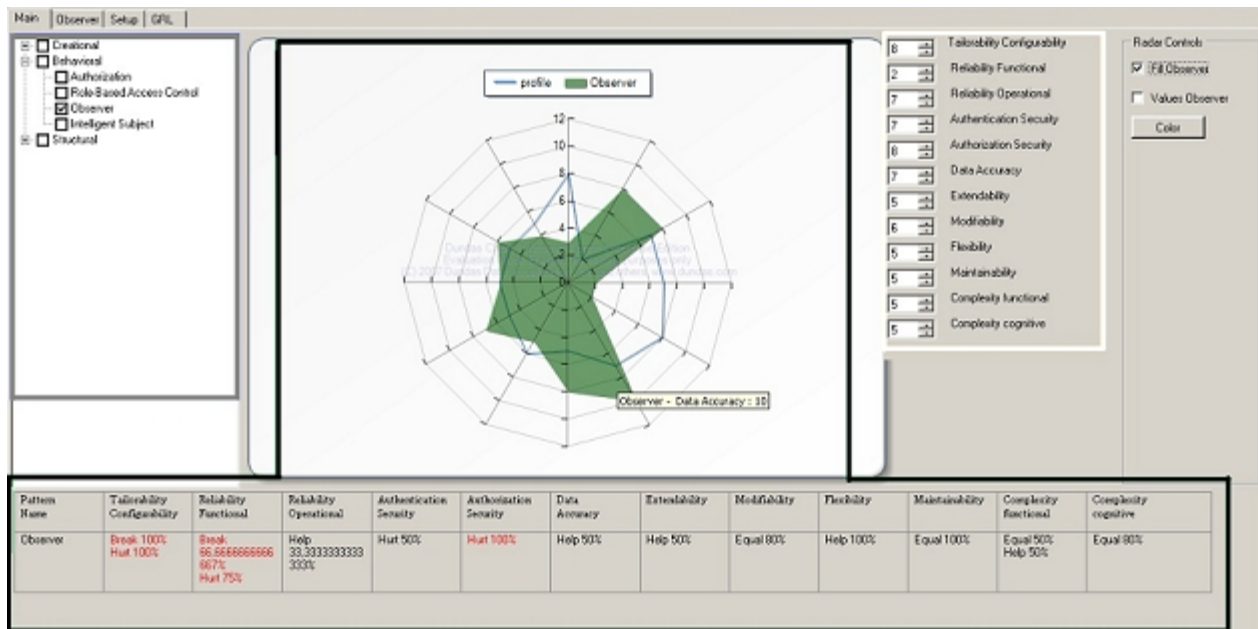 Main Observer Setup GRL
Creational
Behavioral
Authorization
Role-Based Access Control
Observer
Intelligent Subject
Structural
profile Observer
12
10
8
6
4
2
0
Observer - Data Accuracy : 10
8 Tailorability Configurability
2 Reliability Functional
7 Reliability Operational
7 Authentication Security
8 Authorization Security
7 Data Accuracy
5 Extendability
6 Modifiability
5 Flexibility
5 Maintainability
5 Complexity functional
5 Complexity cognitive
Radar Controls
Fill Observer
Values Observer
Color
Pattern Name
Tailorability Configurability
Reliability Functional
Reliability Operational
Authentication Security
Authorization Security
Data Accuracy
Extendability
Modifiability
Flexibility
Maintainability
Complexity functional
Complexity cognitive
Observer
Break 100%
Hurt 100%
Break
66.6666666666
667%
Hurt 75%
Help
33.3333333333
333%
Hurt 50%
Hurt 100%
Help 50%
Help 50%
Equal 80%
Help 100%
Equal 100%
Equal 50%
Help 50%
Equal 80%